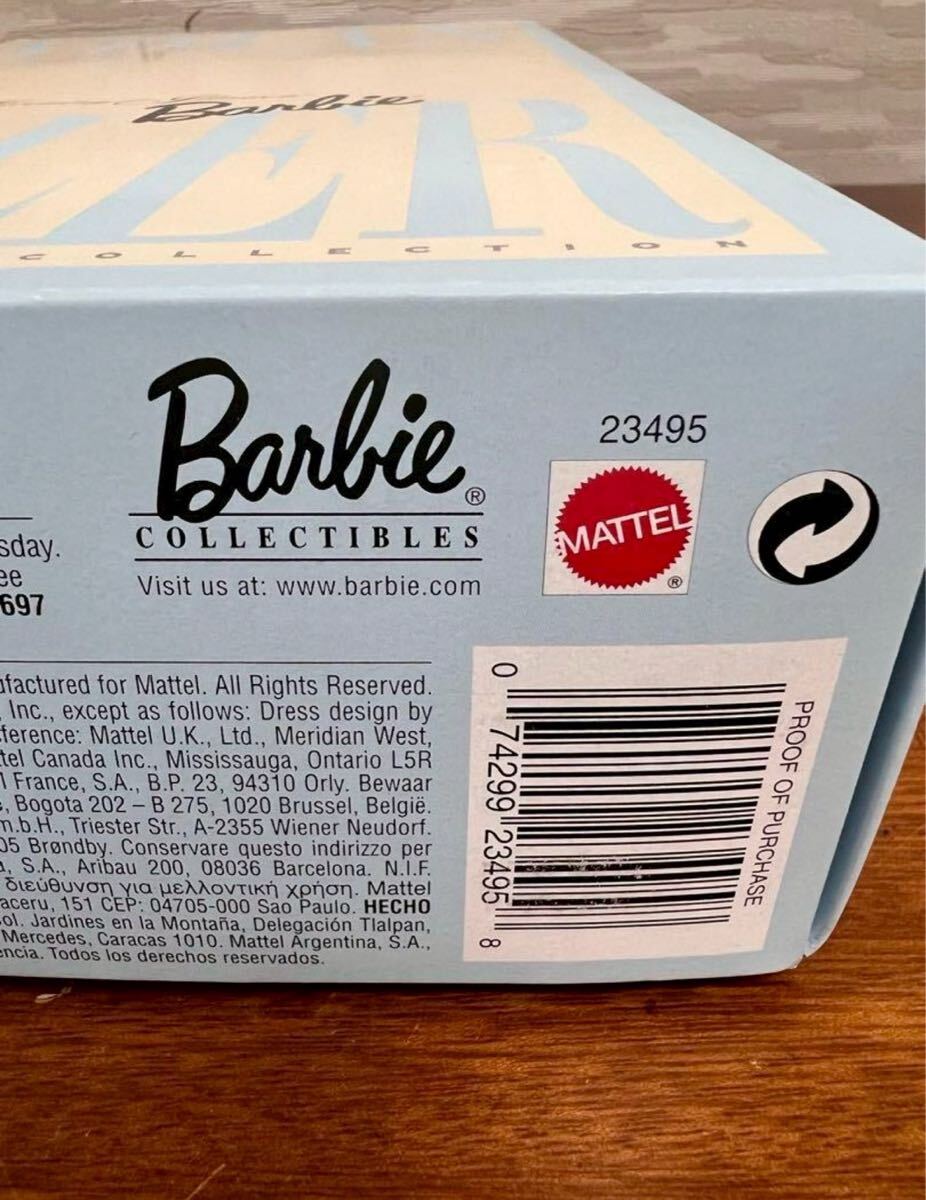 Barbie
ER
COLLECTION
Barbie®
COLLECTIBLES
Visit us at: www.barbie.com
23495
MATTEL®
sday.
ee
697
ufactured for Mattel. All Rights Reserved.
, Inc., except as follows: Dress design by
ference: Mattel U.K., Ltd., Meridian West,
tel Canada Inc., Mississauga, Ontario L5R
l France, S.A., B.P. 23, 94310 Orly. Bewaar
, Bogota 202 – B 275, 1020 Brussel, België.
m.b.H., Triester Str., A-2355 Wiener Neudorf.
05 Brøndby. Conservare questo indirizzo per
a, S.A., Aribau 200, 08036 Barcelona. N.I.F.
διεύθυνση για μελλοντική χρήση. Mattel
aceru, 151 CEP: 04705-000 Sao Paulo. HECHO
ol. Jardines en la Montaña, Delegación Tlalpan,
Mercedes, Caracas 1010. Mattel Argentina, S.A.,
encia. Todos los derechos reservados.
0 74299 23495 8
PROOF OF PURCHASE